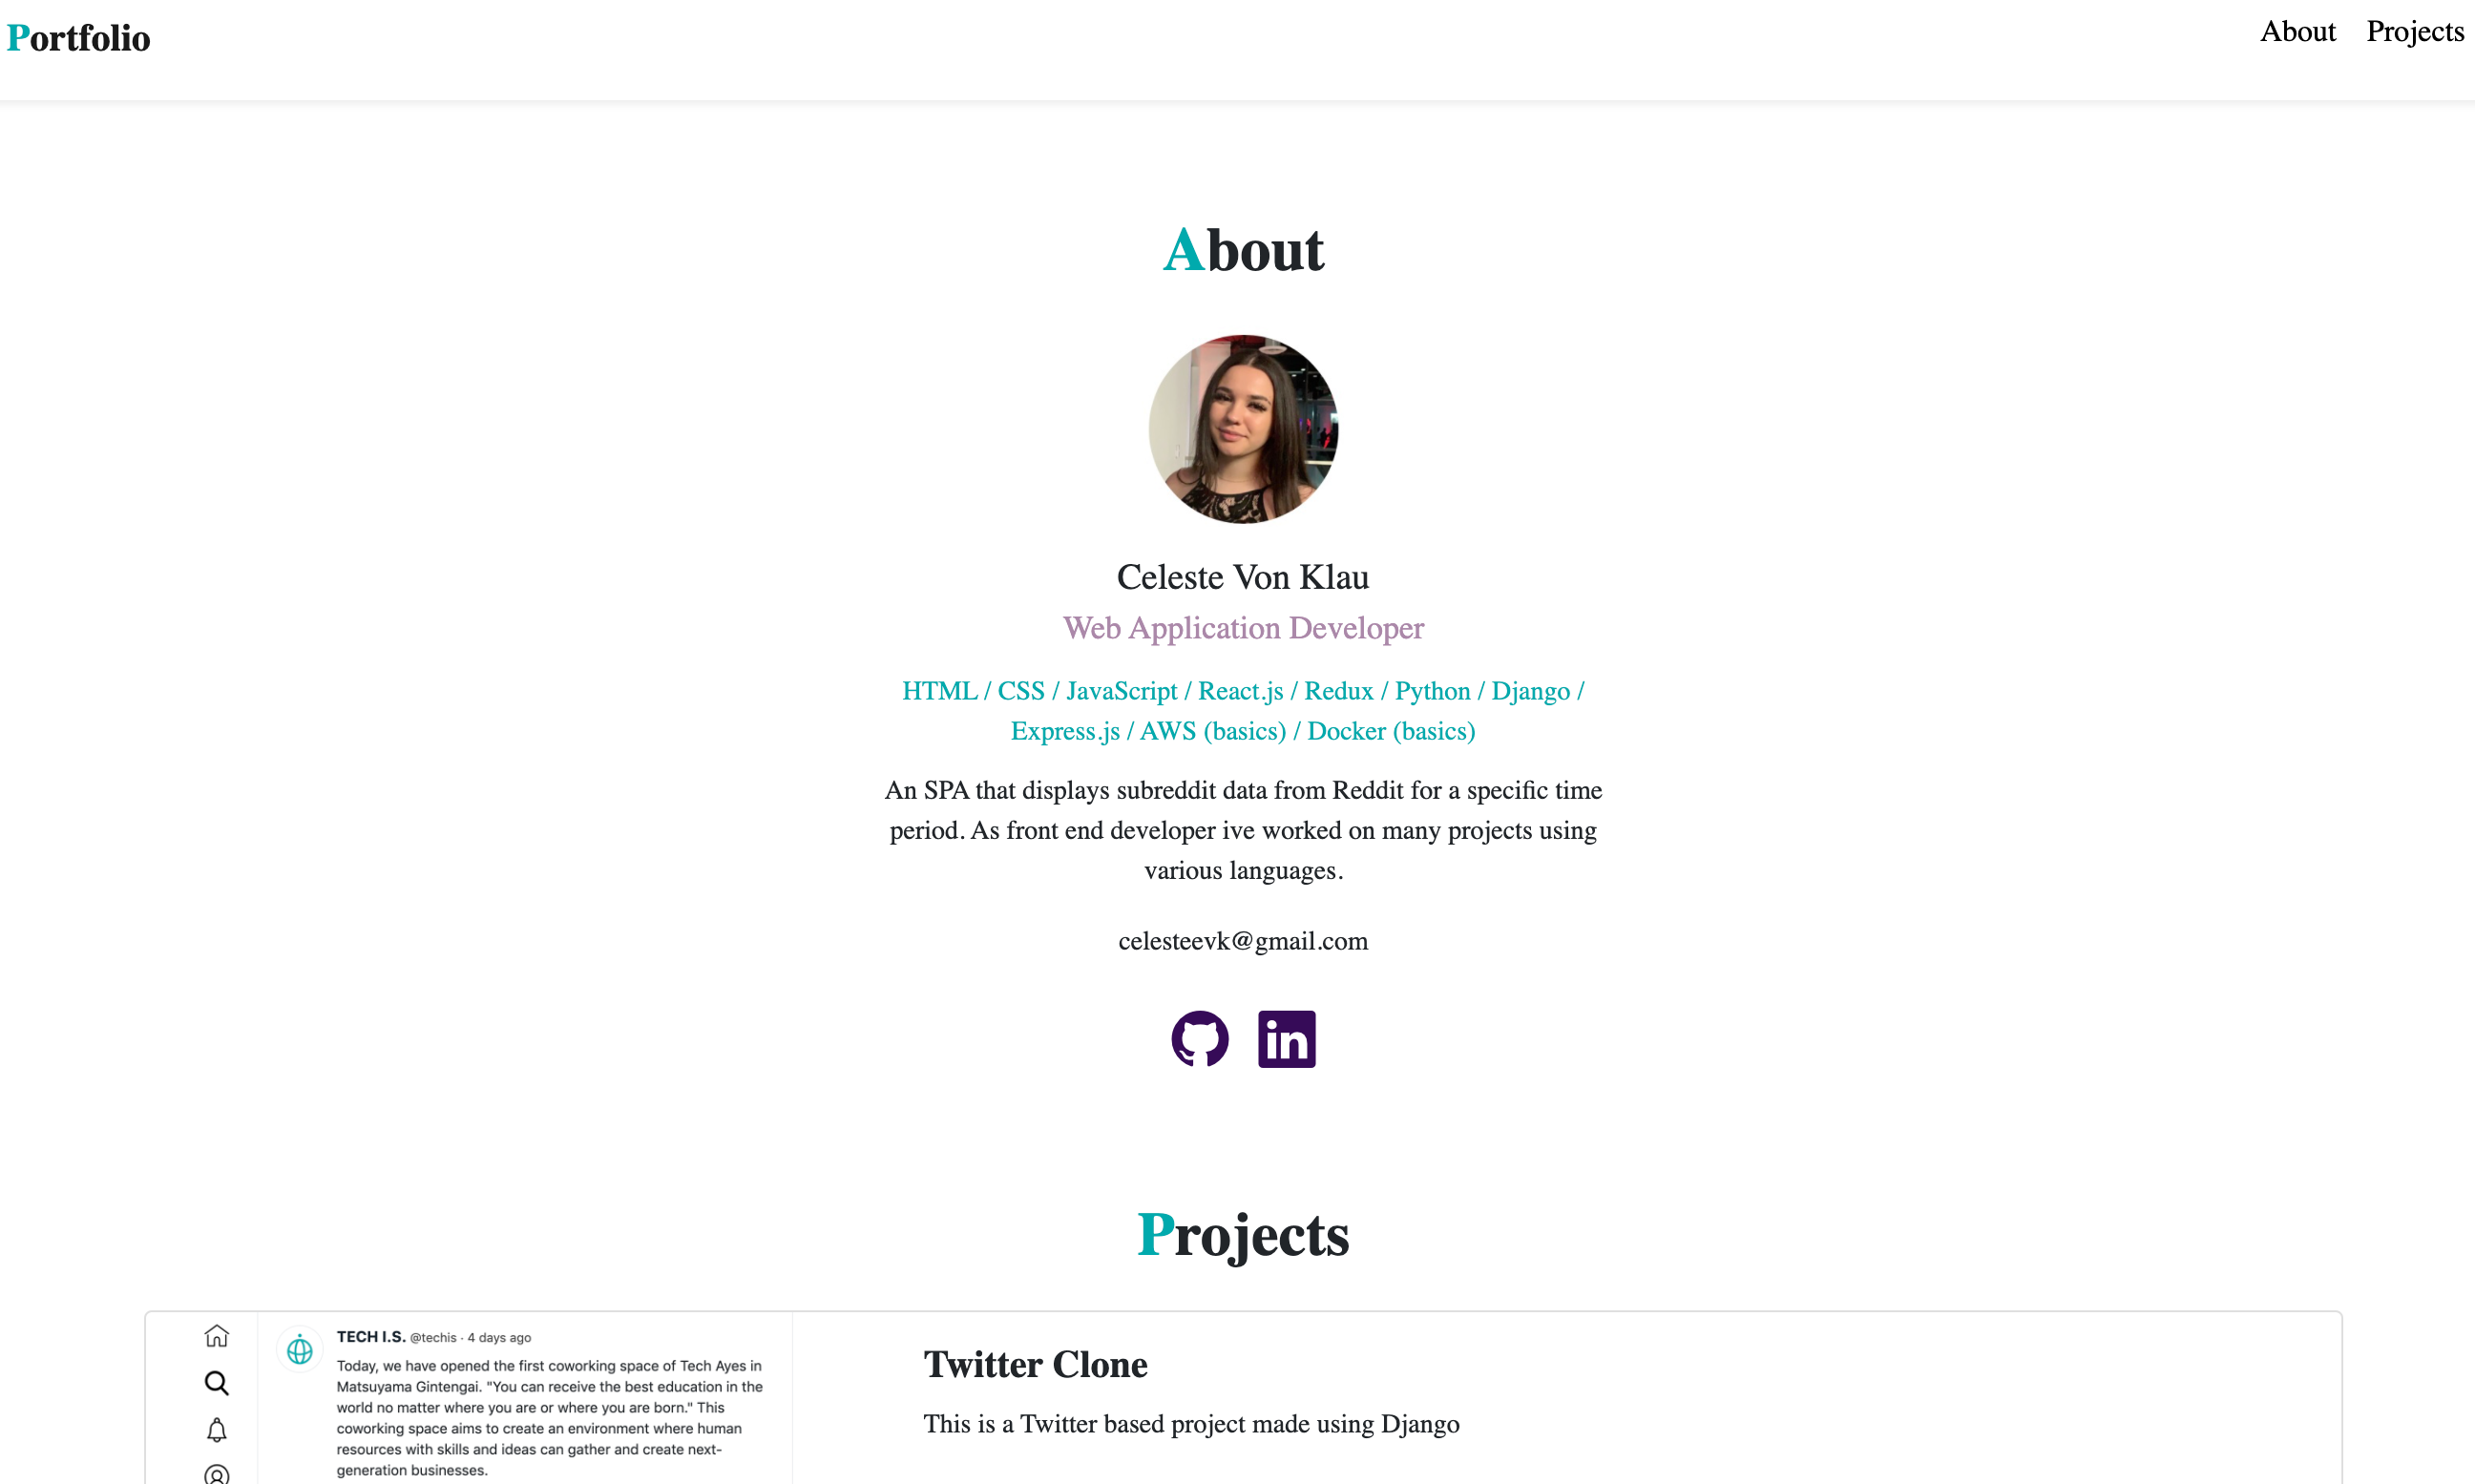 Portfolio
About Projects
About
Celeste Von Klau
Web Application Developer
HTML / CSS / JavaScript / React.js / Redux / Python / Django /
Express.js / AWS (basics) / Docker (basics)
An SPA that displays subreddit data from Reddit for a specific time
period. As front end developer ive worked on many projects using
various languages.
celesteevk@gmail.com
in
Projects
TECH I.S. @techis · 4 days ago
Today, we have opened the first coworking space of Tech Ayes in
Matsuyama Gintengai. "You can receive the best education in the
world no matter where you are or where you are born." This
coworking space aims to create an environment where human
resources with skills and ideas can gather and create next-
generation businesses.
Twitter Clone
This is a Twitter based project made using Django